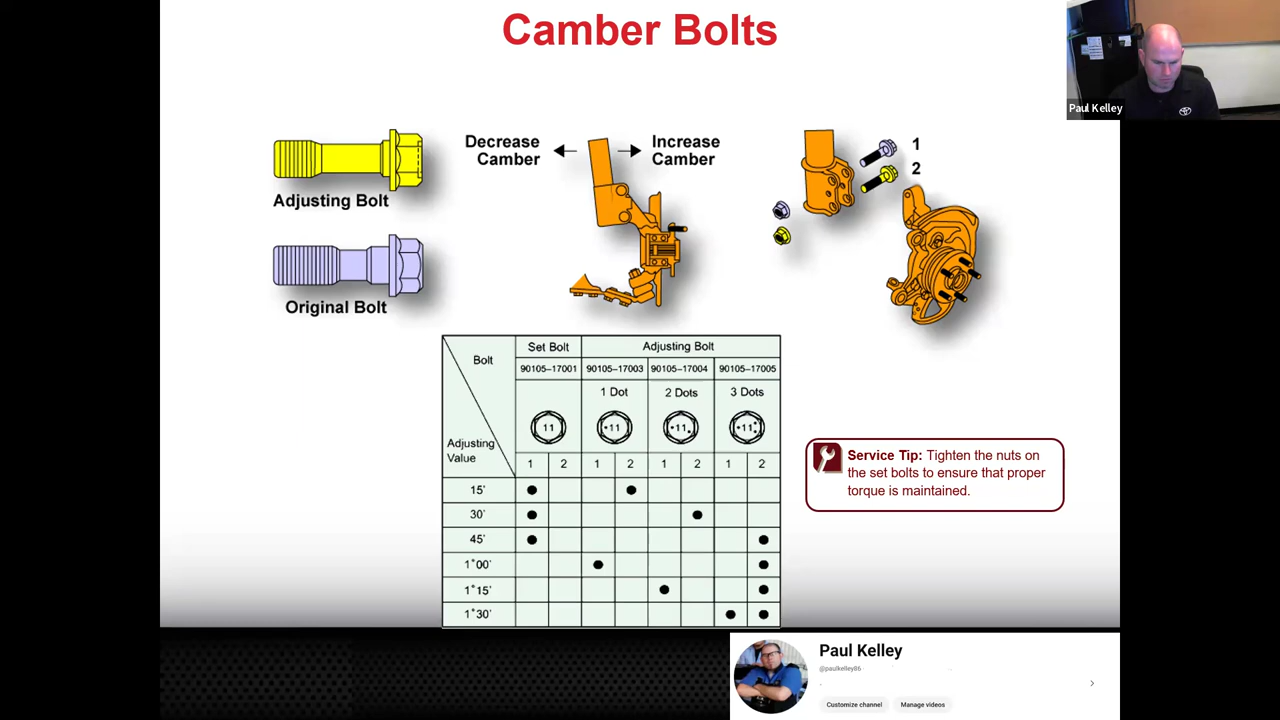 Camber Bolts
Paul Kelley
Decrease
Camber
Increase
Camber
1
2
Adjusting Bolt
Original Bolt
Bolt
Adjusting
Value
Set Bolt
Adjusting Bolt
90105-17001 90105-17003 90105-17004 90105-17005
1 Dot 2 Dots 3 Dots
11 11 11 11
1 2 1 2 1 2 1 2
15'
30'
45'
1°00'
1°15'
1°30'
Service Tip: Tighten the nuts on
the set bolts to ensure that proper
torque is maintained.
Paul Kelley
@paulkelley86
Customize channel Manage videos